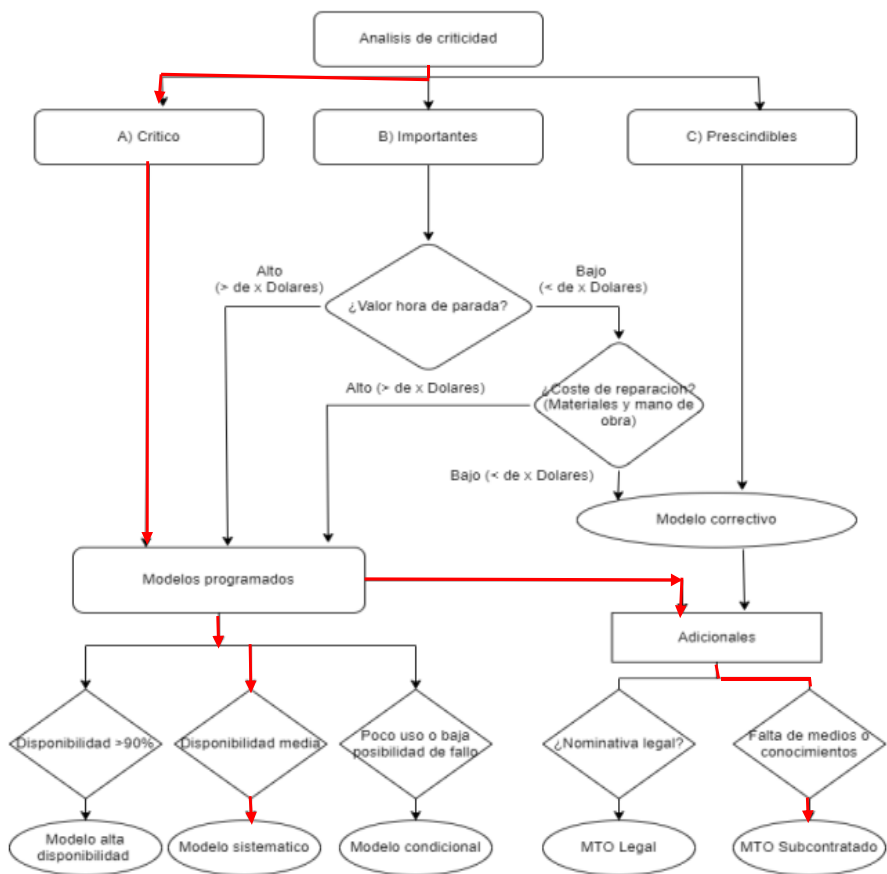 Analisis de criticidad
A) Critico
B) Importantes
C) Prescindibles
Alto
(> de x Dolares)
Bajo
(< de x Dolares)
¿Valor hora de parada?
Alto (> de x Dolares)
¿Coste de reparacion?
(Materiales y mano de
obra)
Bajo (< de x Dolares)
Modelo correctivo
Modelos programados
Adicionales
Disponibilidad >90%
Disponibilidad media
Poco uso o baja
posibilidad de fallo
¿Nominativa legal?
Falta de medios o
conocimientos
Modelo alta
disponibilidad
Modelo sistematico
Modelo condicional
MTO Legal
MTO Subcontratado